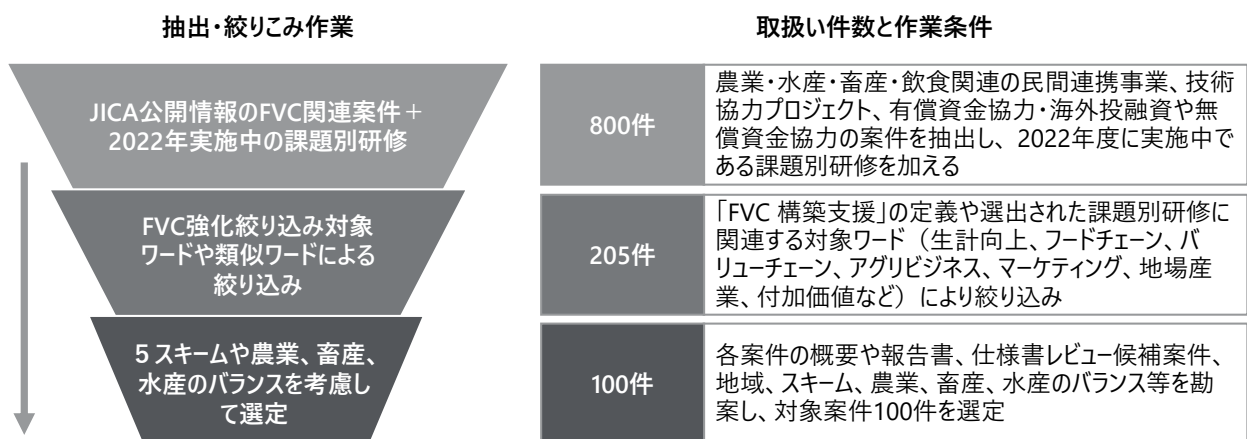 抽出・絞りこみ作業
取扱い件数と作業条件
JICA公開情報のFVC関連案件＋
2022年実施中の課題別研修
800件
農業・水産・畜産・飲食関連の民間連携事業、技術
協力プロジェクト、有償資金協力・海外投融資や無
償資金協力の案件を抽出し、2022年度に実施中で
ある課題別研修を加える
FVC強化絞り込み対象
ワードや類似ワードによる
絞り込み
205件
「FVC 構築支援」の定義や選出された課題別研修に
関連する対象ワード（生計向上、フードチェーン、バ
リューチェーン、アグリビジネス、マーケティング、地場産
業、付加価値など）により絞り込み
5 スキームや農業、畜産、
水産のバランスを考慮し
て選定
100件
各案件の概要や報告書、仕様書レビュー候補案件、
地域、スキーム、農業、畜産、水産のバランス等を勘
案し、対象案件100件を選定